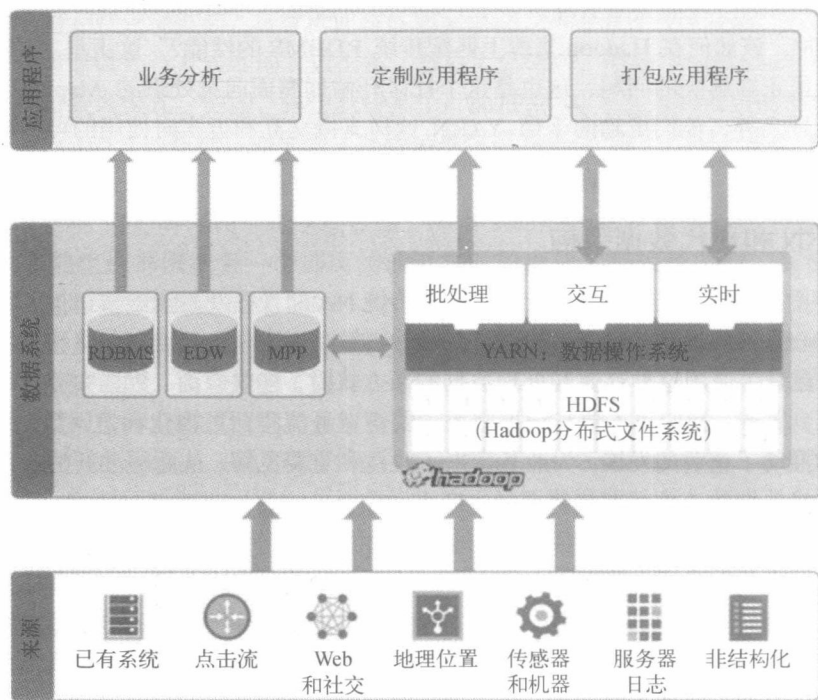 应用程序
业务分析
定制应用程序
打包应用程序
数据系统
RDBMS
EDW
MPP
批处理
交互
实时
YARN：数据操作系统
HDFS
（Hadoop分布式文件系统）
hadoop
来源
已有系统
点击流
Web
和社交
地理位置
传感器
和机器
服务器
日志
非结构化